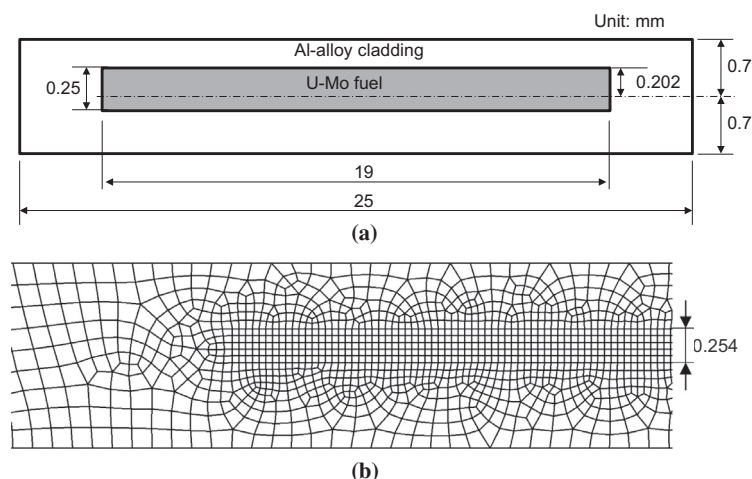 Unit: mm
Al-alloy cladding
0.7
U-Mo fuel
0.25
0.202
0.7
19
25
(a)
0.254
(b)